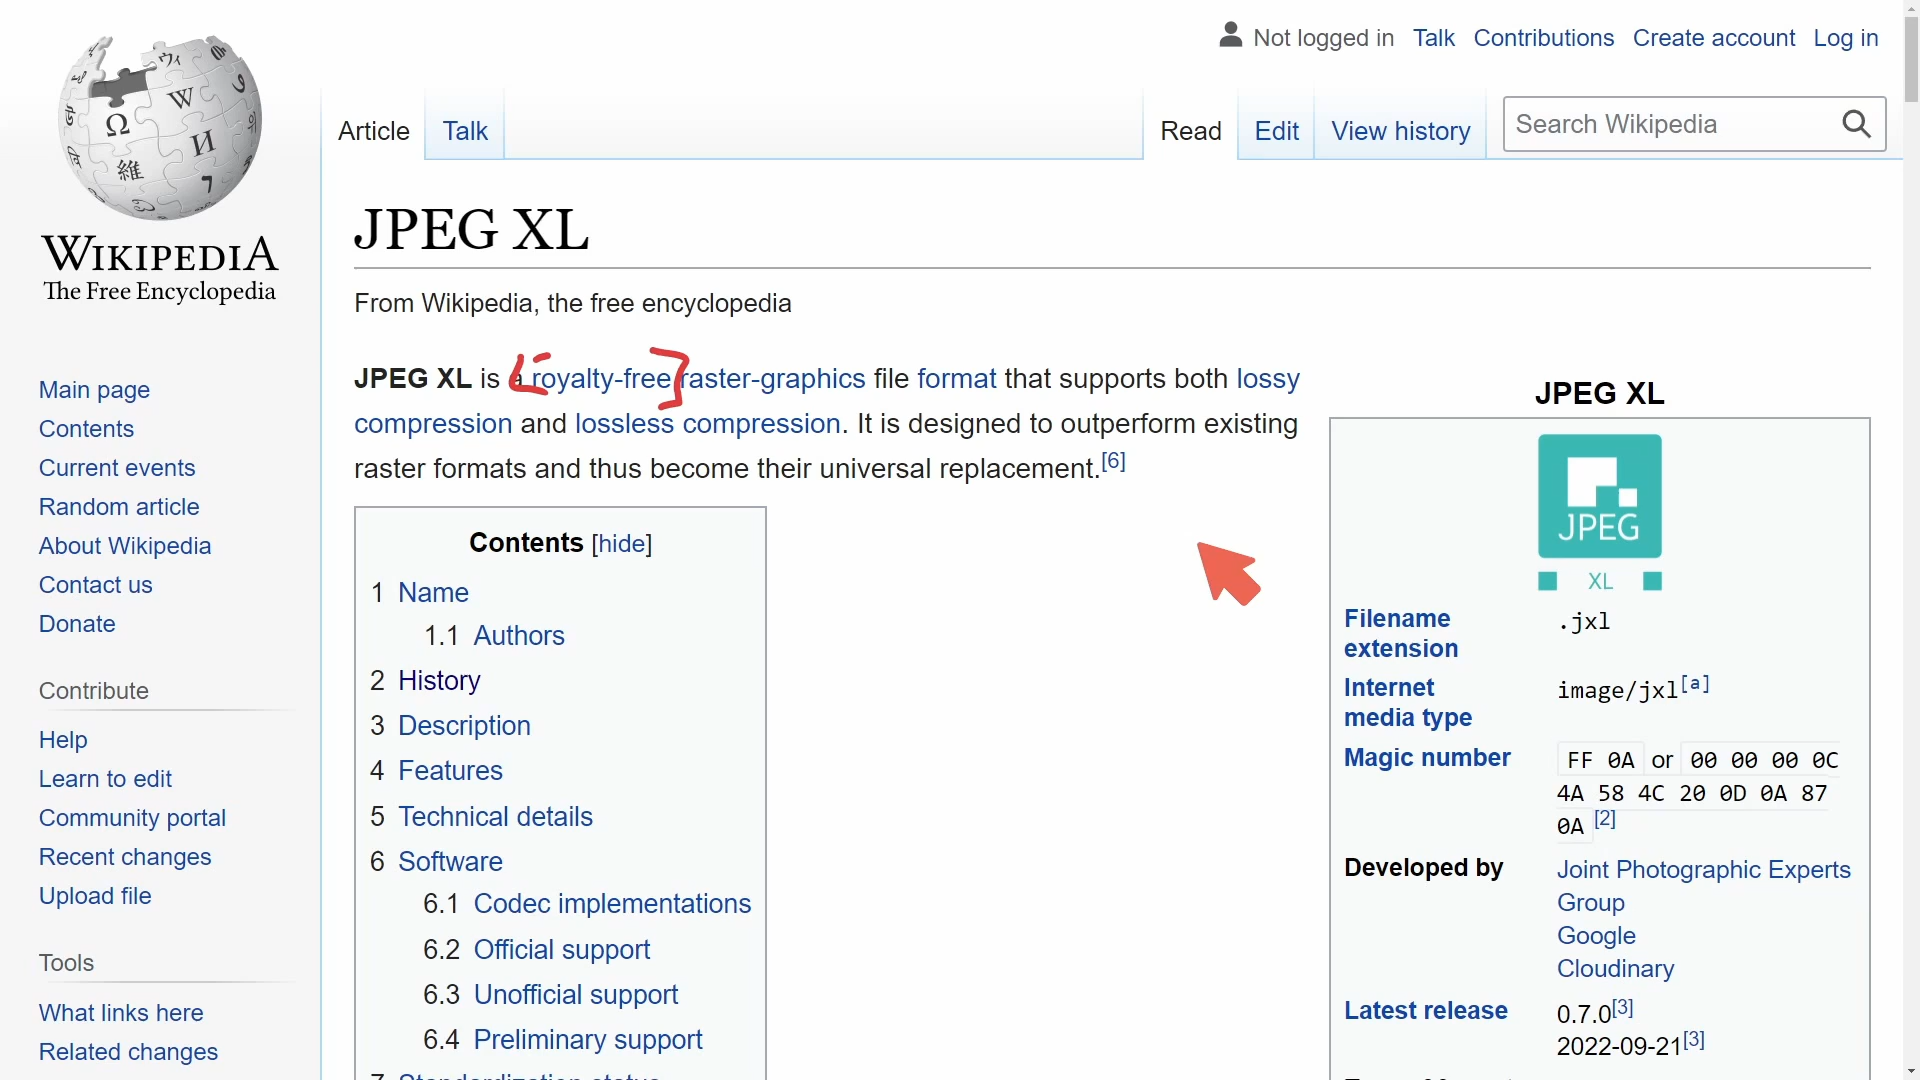 Not logged in Talk Contributions Create account Log in
Article Talk Read Edit View history Search Wikipedia
Ω W И 維 ウィ 7
WIKIPEDIA
The Free Encyclopedia
JPEG XL
From Wikipedia, the free encyclopedia
JPEG XL is a royalty-free raster-graphics file format that supports both lossy
compression and lossless compression. It is designed to outperform existing
raster formats and thus become their universal replacement.[6]
Main page
Contents
Current events
Random article
About Wikipedia
Contact us
Donate
Contribute
Help
Learn to edit
Community portal
Recent changes
Upload file
Tools
What links here
Related changes
Contents [hide]
1 Name
1.1 Authors
2 History
3 Description
4 Features
5 Technical details
6 Software
6.1 Codec implementations
6.2 Official support
6.3 Unofficial support
6.4 Preliminary support
JPEG XL
JPEG
XL
Filename
extension
.jxl
Internet
media type
image/jxl[a]
Magic number
FF 0A or 00 00 00 0C
4A 58 4C 20 0D 0A 87
0A [2]
Developed by
Joint Photographic Experts
Group
Google
Cloudinary
Latest release
0.7.0[3]
2022-09-21[3]